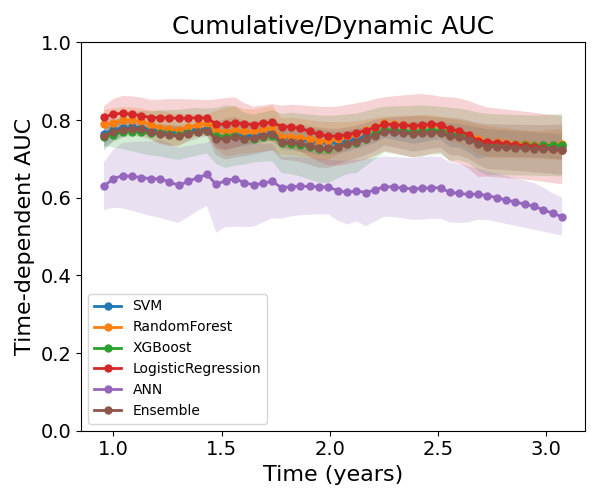 Cumulative/Dynamic AUC
Time-dependent AUC
1.0
0.8
0.6
0.4
0.2
0.0
SVM
RandomForest
XGBoost
LogisticRegression
ANN
Ensemble
1.0 1.5 2.0 2.5 3.0
Time (years)